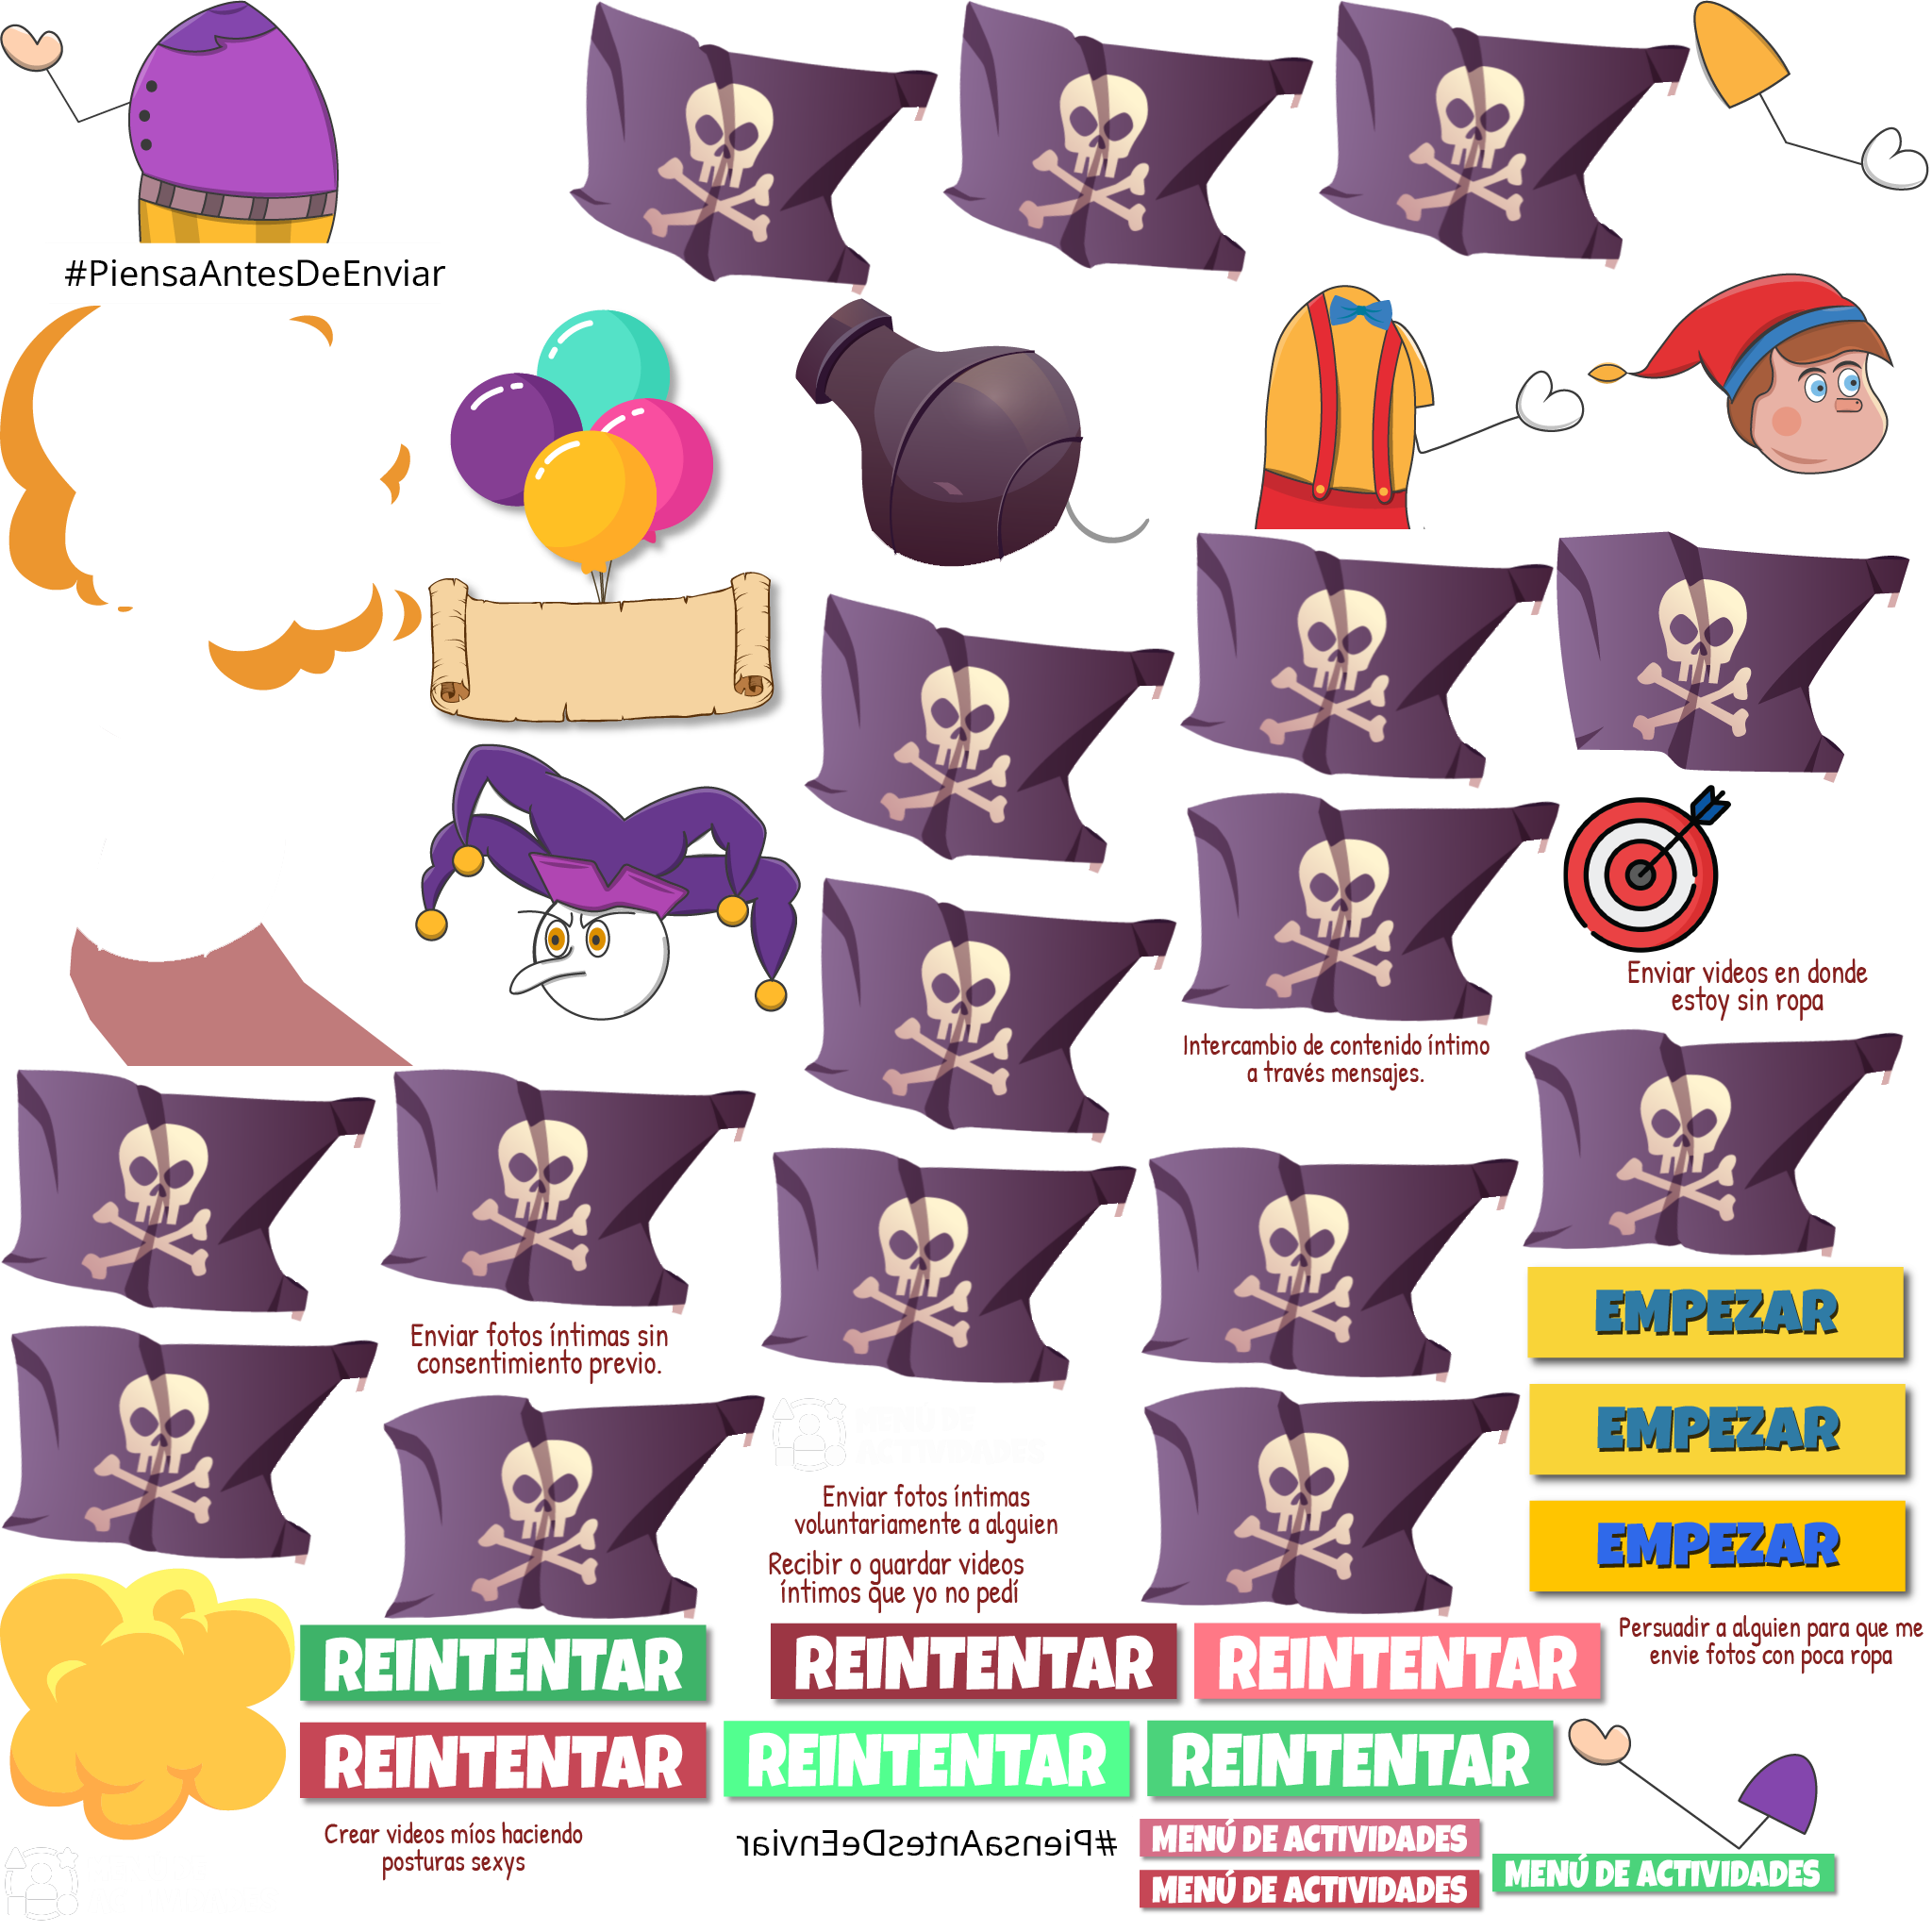 #PiensaAntesDeEnviar
Enviar videos en donde
estoy sin ropa
Intercambio de contenido íntimo
a través mensajes.
Enviar fotos íntimas sin
consentimiento previo.
EMPEZAR
EMPEZAR
EMPEZAR
MENÚ DE
ACTIVIDADES
Enviar fotos íntimas
voluntariamente a alguien
Recibir o guardar videos
íntimos que yo no pedí
Persuadir a alguien para que me
envie fotos con poca ropa
REINTENTAR
REINTENTAR
REINTENTAR
REINTENTAR
REINTENTAR
REINTENTAR
Crear videos míos haciendo
posturas sexys
#PiensaAntesDeEnviar
MENÚ DE ACTIVIDADES
MENÚ DE ACTIVIDADES
MENÚ DE ACTIVIDADES